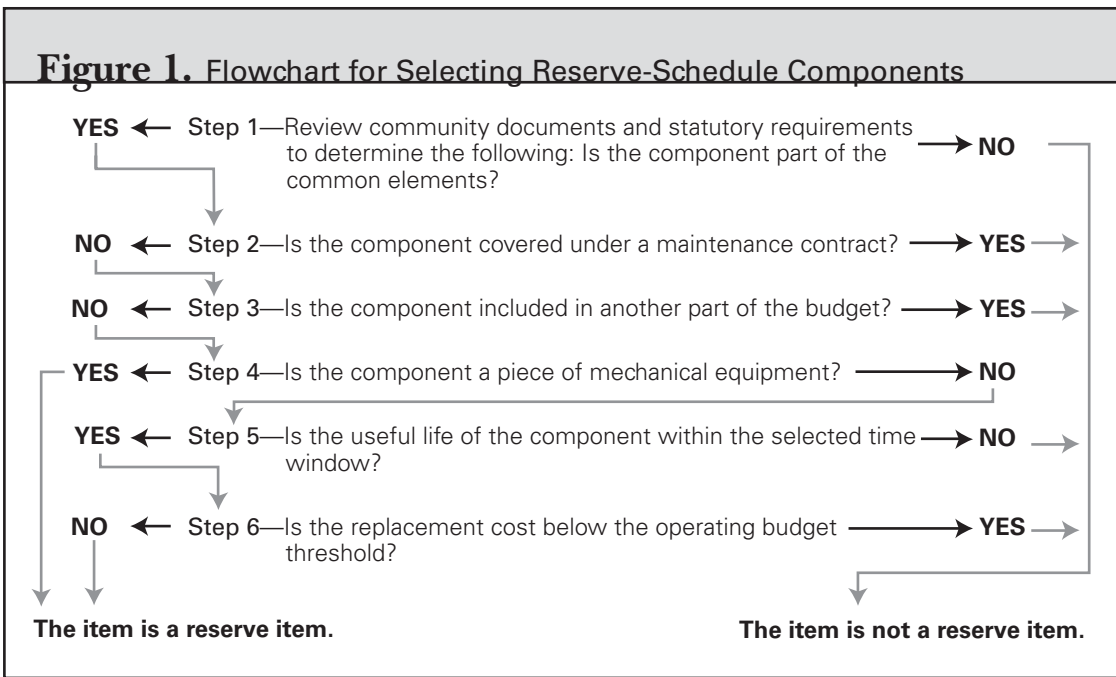 Figure 1. Flowchart for Selecting Reserve-Schedule Components
YES Step 1—Review community documents and statutory requirements
to determine the following: Is the component part of the NO
common elements?
NO Step 2—Is the component covered under a maintenance contract? YES
NO Step 3—Is the component included in another part of the budget? YES
YES Step 4—Is the component a piece of mechanical equipment? NO
YES Step 5—Is the useful life of the component within the selected time NO
window?
NO Step 6—Is the replacement cost below the operating budget YES
threshold?
The item is a reserve item. The item is not a reserve item.